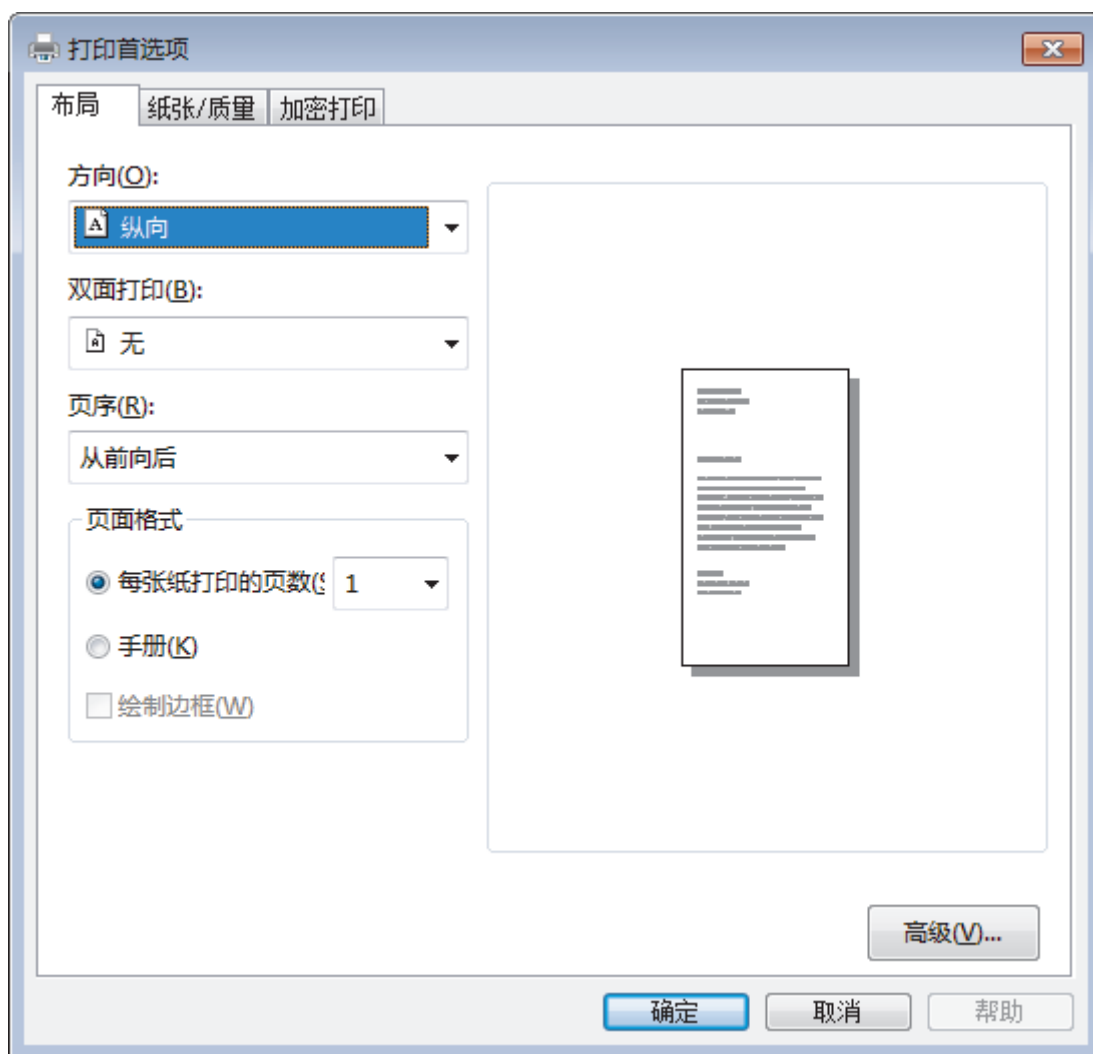 打印首选项
布局
纸张/质量
加密打印
方向(O):
纵向
双面打印(B):
无
页序(R):
从前向后
页面格式
每张纸打印的页数(S
1
手册(K)
绘制边框(W)
高级(V)...
确定
取消
帮助